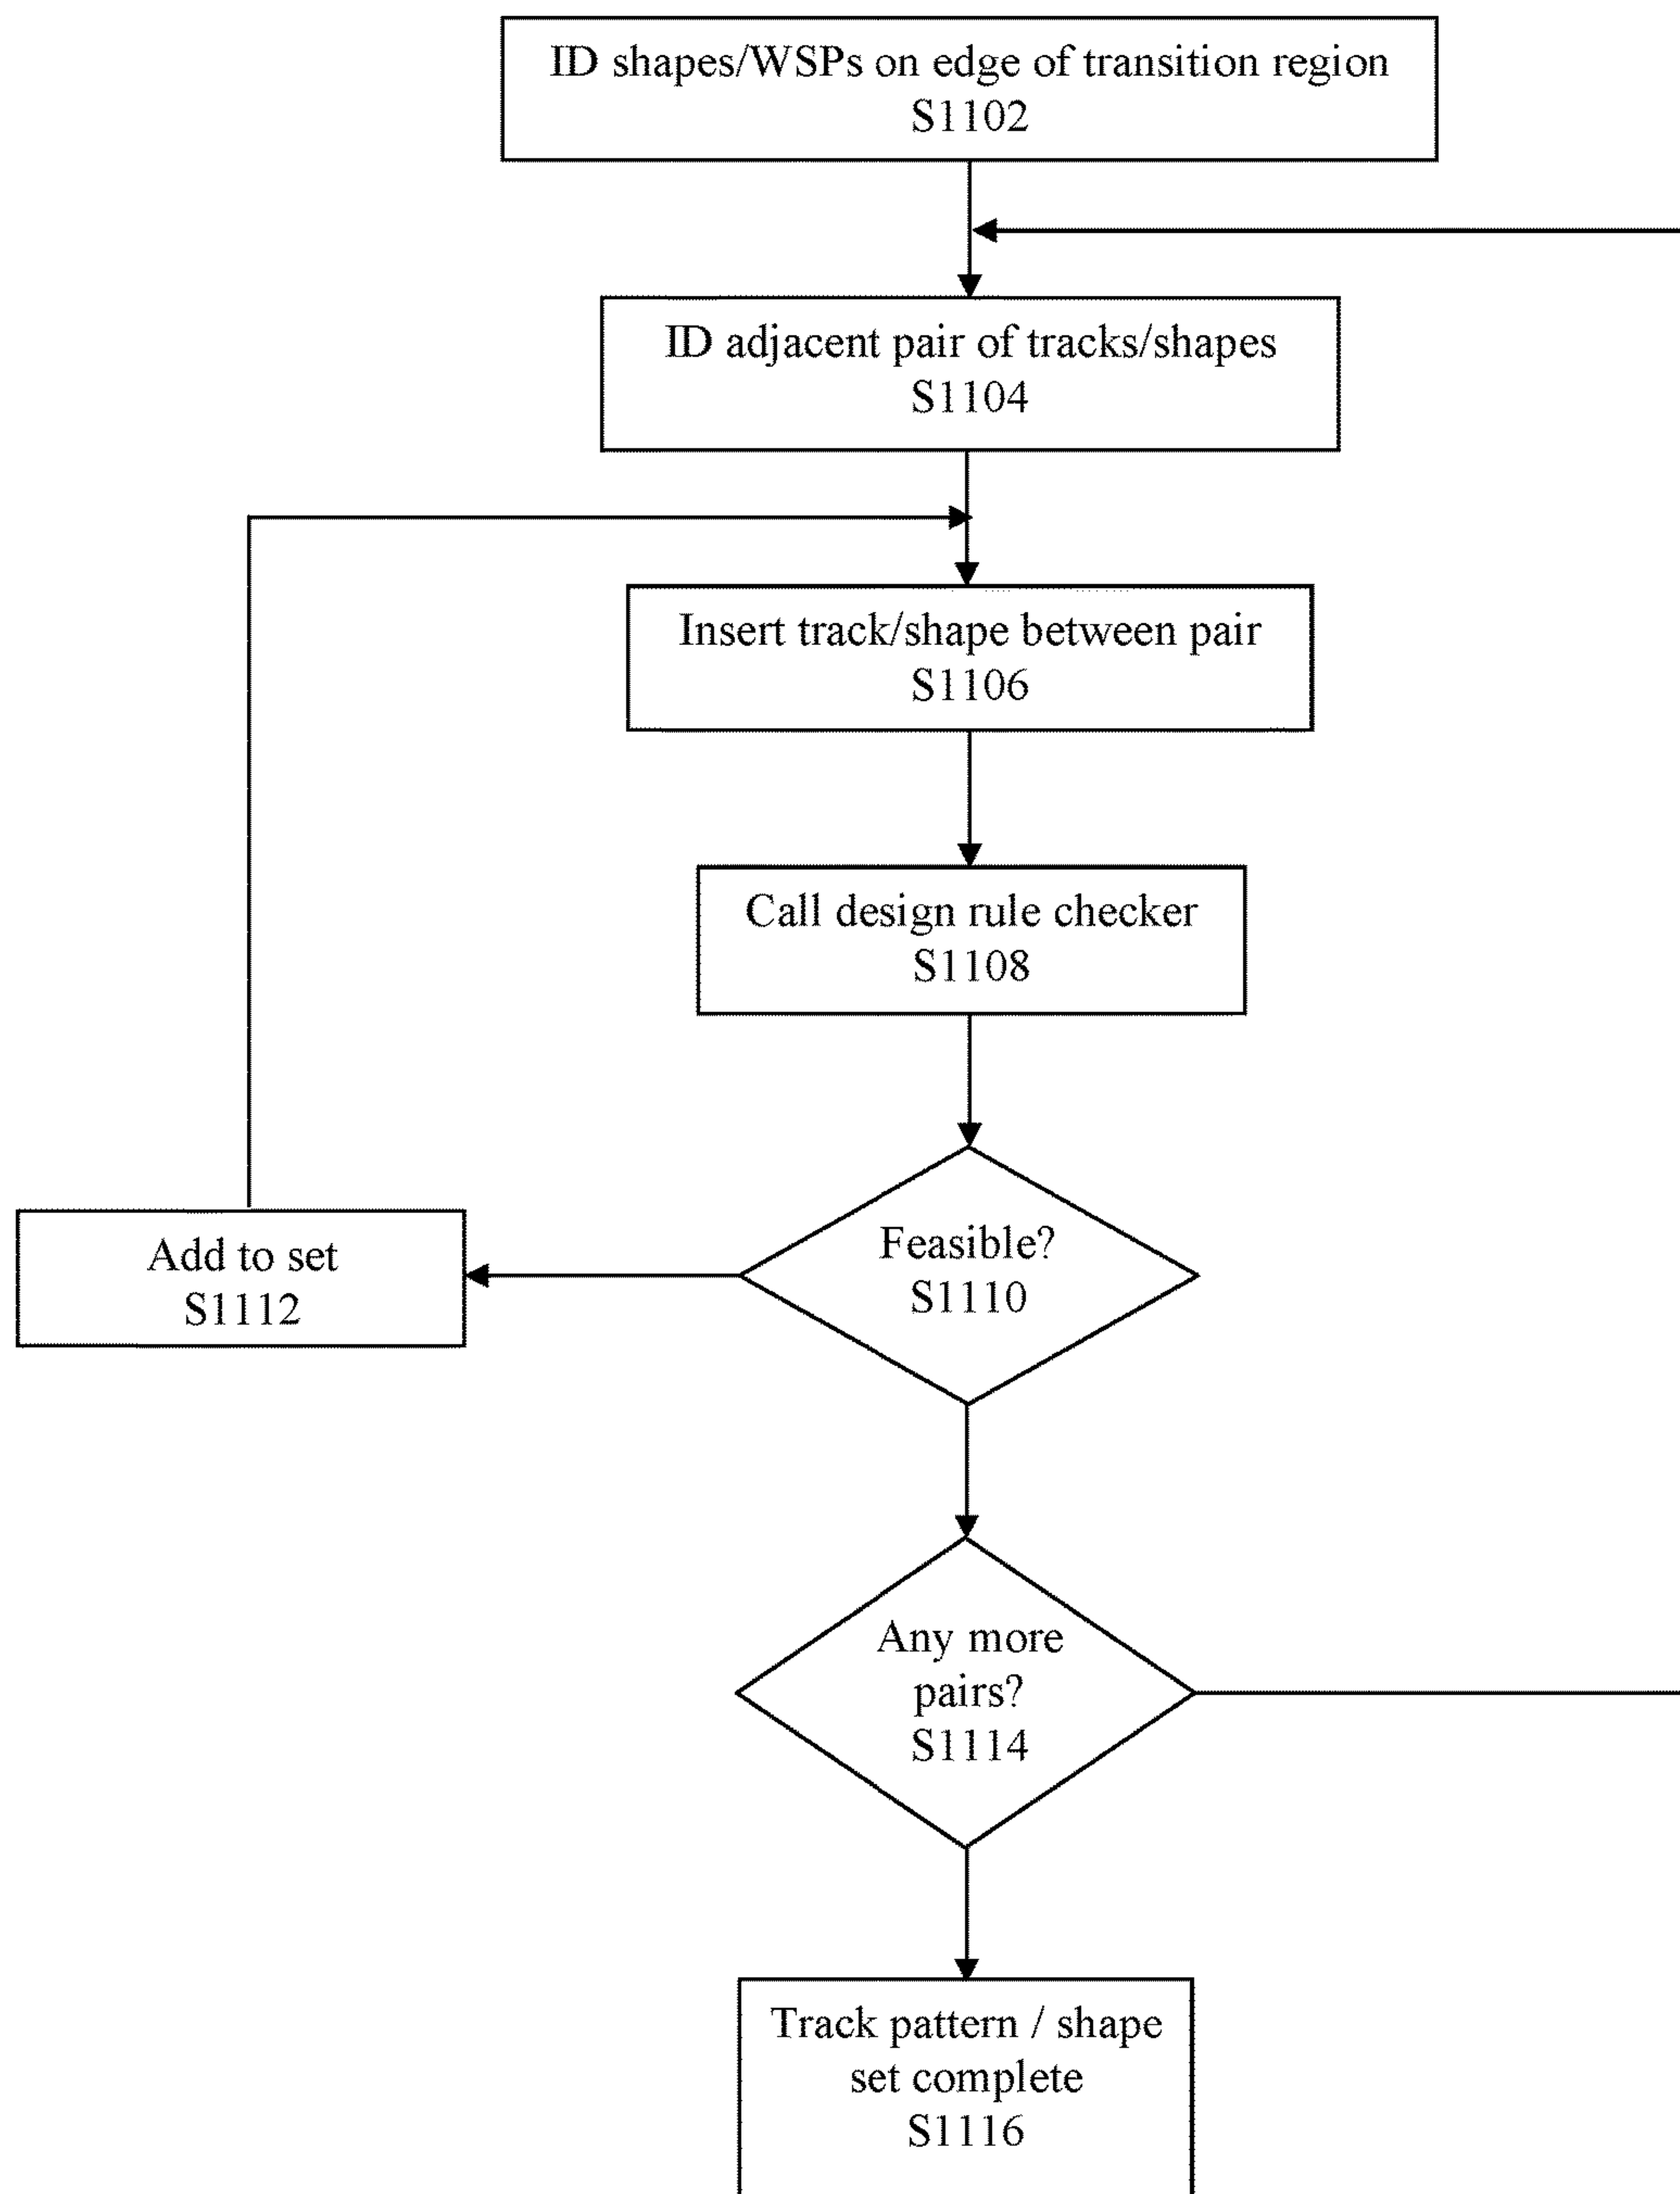 ID shapes/WSPs on edge of transition region
S1102
ID adjacent pair of tracks/shapes
S1104
Insert track/shape between pair
S1106
Call design rule checker
S1108
Feasible?
S1110
Add to set
S1112
Any more
pairs?
S1114
Track pattern / shape
set complete
S1116